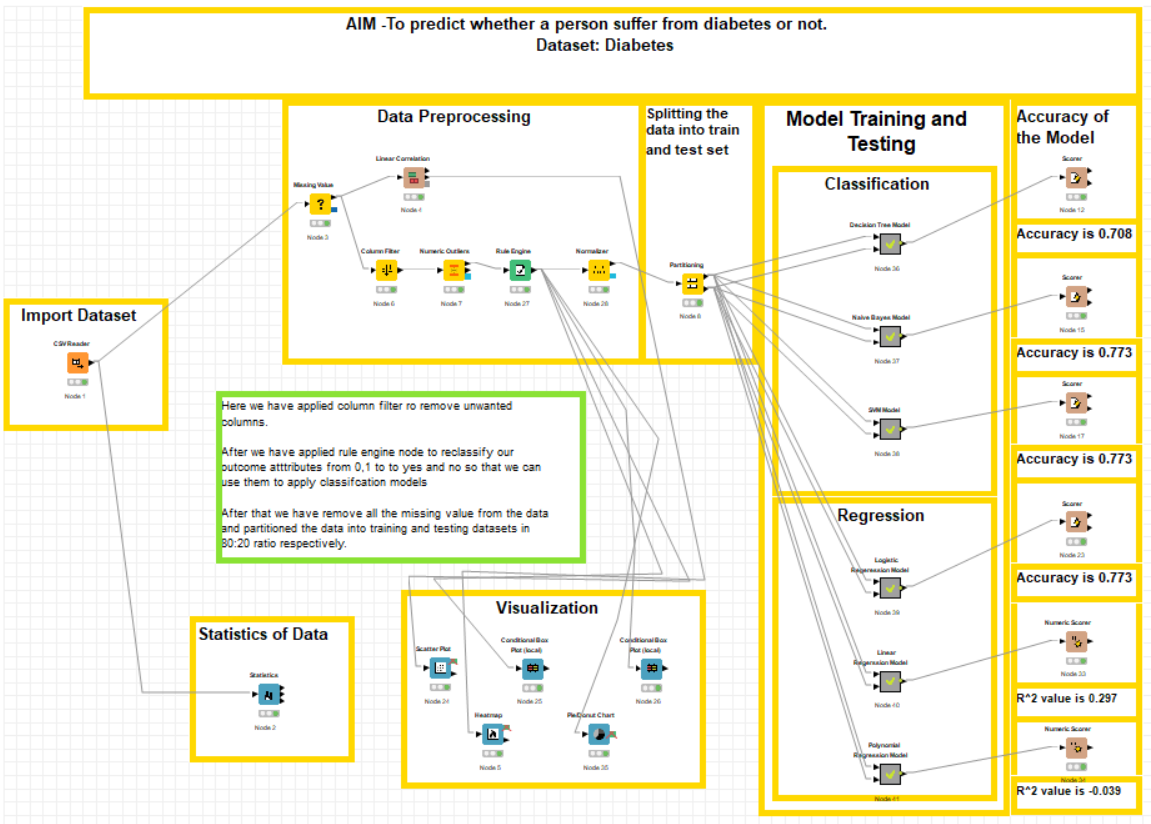 AIM -To predict whether a person suffer from diabetes or not.
Dataset: Diabetes
Import Dataset
CSV Reader
Node 1
Data Preprocessing
Linear Correlation
Node 4
Missing Value
Node 3
Column Filter
Node 6
Numeric Outliers
Node 7
Rule Engine
Node 27
Normalizer
Node 28
Splitting the
data into train
and test set
Partitioning
Node 8
Model Training and
Testing
Classification
Decision Tree Model
Node 36
Naive Bayes Model
Node 37
SVM Model
Node 38
Regression
Logistic
Regeression Model
Node 39
Linear
Regerssion Model
Node 40
Polynomial
Regression Model
Node 41
Accuracy of
the Model
Scorer
Node 12
Accuracy is 0.708
Scorer
Node 15
Accuracy is 0.773
Scorer
Node 17
Accuracy is 0.773
Scorer
Node 23
Accuracy is 0.773
Numeric Scorer
Node 33
R^2 value is 0.297
Numeric Scorer
Node 34
R^2 value is -0.039
Here we have applied column filter ro remove unwanted
columns.
After we have applied rule engine node to reclassify our
outcome atttributes from 0,1 to to yes and no so that we can
use them to apply classifcation models
After that we have remove all the missing value from the data
and partitioned the data into training and testing datasets in
80:20 ratio respectively.
Statistics of Data
Statistics
Node 2
Visualization
Scatter Plot
Node 24
Conditional Box
Plot (local)
Node 25
Conditional Box
Plot (local)
Node 26
Heatmap
Node 5
Pie/Donut Chart
Node 35